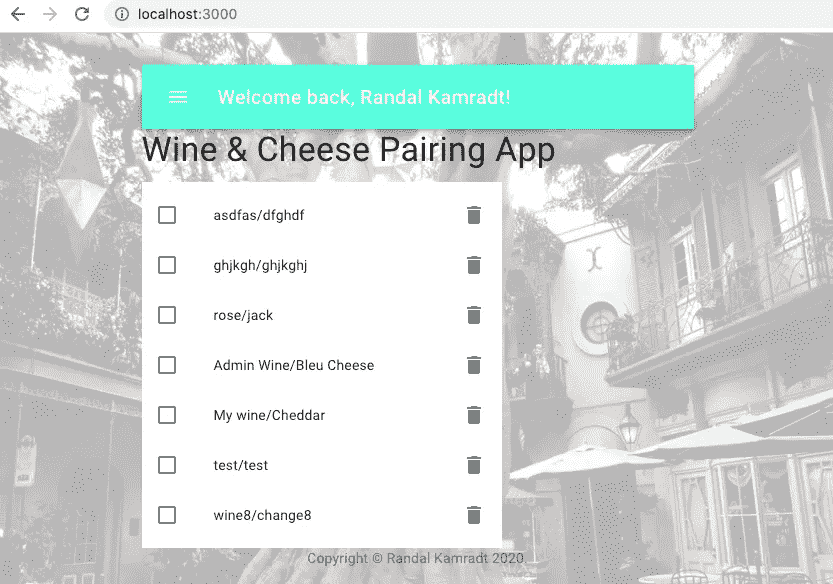 localhost:3000
Welcome back, Randal Kamradt!
Wine & Cheese Pairing App
asdfas/dfghdf
ghjkgh/ghjkghj
rose/jack
Admin Wine/Bleu Cheese
My wine/Cheddar
test/test
wine8/change8
Copyright © Randal Kamradt 2020